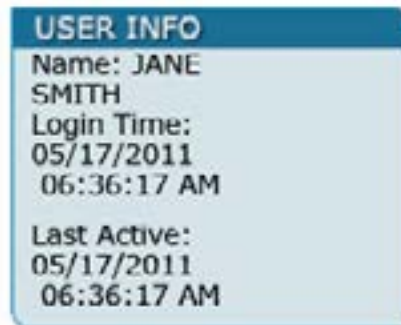 USER INFO
Name: JANE
SMITH
Login Time:
05/17/2011
06:36:17 AM
Last Active:
05/17/2011
06:36:17 AM